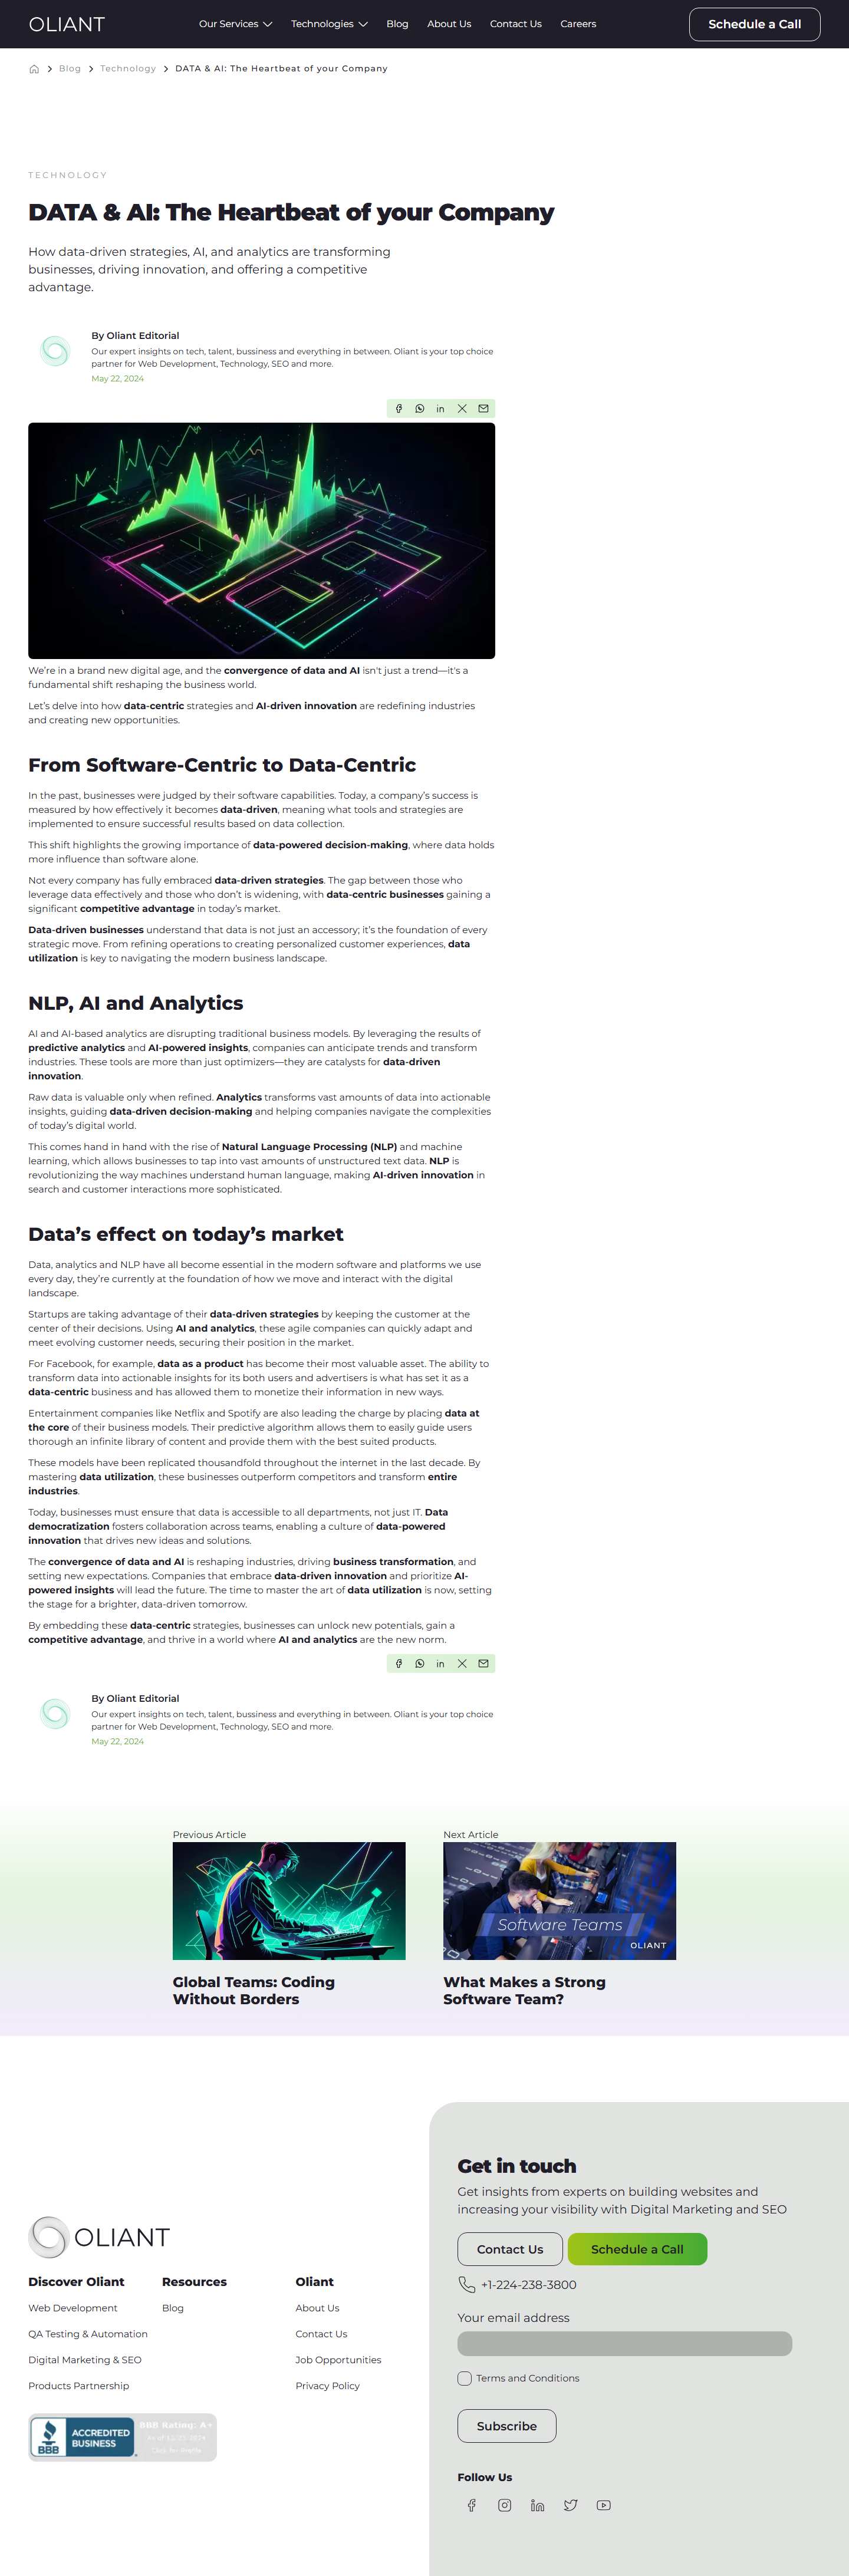 OLIANT
Our Services
Technologies
Blog
About Us
Contact Us
Careers
Schedule a Call
Blog
Technology
DATA & AI: The Heartbeat of your Company
TECHNOLOGY
DATA & AI: The Heartbeat of your Company
How data-driven strategies, AI, and analytics are transforming
businesses, driving innovation, and offering a competitive
advantage.
By Oliant Editorial
Our expert insights on tech, talent, bussiness and everything in between. Oliant is your top choice
partner for Web Development, Technology, SEO and more.
May 22, 2024
We’re in a brand new digital age, and the convergence of data and AI isn't just a trend—it's a
fundamental shift reshaping the business world.
Let’s delve into how data-centric strategies and AI-driven innovation are redefining industries
and creating new opportunities.
From Software-Centric to Data-Centric
In the past, businesses were judged by their software capabilities. Today, a company’s success is
measured by how effectively it becomes data-driven, meaning what tools and strategies are
implemented to ensure successful results based on data collection.
This shift highlights the growing importance of data-powered decision-making, where data holds
more influence than software alone.
Not every company has fully embraced data-driven strategies. The gap between those who
leverage data effectively and those who don’t is widening, with data-centric businesses gaining a
significant competitive advantage in today’s market.
Data-driven businesses understand that data is not just an accessory; it’s the foundation of every
strategic move. From refining operations to creating personalized customer experiences, data
utilization is key to navigating the modern business landscape.
NLP, AI and Analytics
AI and AI-based analytics are disrupting traditional business models. By leveraging the results of
predictive analytics and AI-powered insights, companies can anticipate trends and transform
industries. These tools are more than just optimizers—they are catalysts for data-driven
innovation.
Raw data is valuable only when refined. Analytics transforms vast amounts of data into actionable
insights, guiding data-driven decision-making and helping companies navigate the complexities
of today’s digital world.
This comes hand in hand with the rise of Natural Language Processing (NLP) and machine
learning, which allows businesses to tap into vast amounts of unstructured text data. NLP is
revolutionizing the way machines understand human language, making AI-driven innovation in
search and customer interactions more sophisticated.
Data’s effect on today’s market
Data, analytics and NLP have all become essential in the modern software and platforms we use
every day, they’re currently at the foundation of how we move and interact with the digital
landscape.
Startups are taking advantage of their data-driven strategies by keeping the customer at the
center of their decisions. Using AI and analytics, these agile companies can quickly adapt and
meet evolving customer needs, securing their position in the market.
For Facebook, for example, data as a product has become their most valuable asset. The ability to
transform data into actionable insights for its both users and advertisers is what has set it as a
data-centric business and has allowed them to monetize their information in new ways.
Entertainment companies like Netflix and Spotify are also leading the charge by placing data at
the core of their business models. Their predictive algorithm allows them to easily guide users
thorough an infinite library of content and provide them with the best suited products.
These models have been replicated thousandfold throughout the internet in the last decade. By
mastering data utilization, these businesses outperform competitors and transform entire
industries.
Today, businesses must ensure that data is accessible to all departments, not just IT. Data
democratization fosters collaboration across teams, enabling a culture of data-powered
innovation that drives new ideas and solutions.
The convergence of data and AI is reshaping industries, driving business transformation, and
setting new expectations. Companies that embrace data-driven innovation and prioritize AI-
powered insights will lead the future. The time to master the art of data utilization is now, setting
the stage for a brighter, data-driven tomorrow.
By embedding these data-centric strategies, businesses can unlock new potentials, gain a
competitive advantage, and thrive in a world where AI and analytics are the new norm.
By Oliant Editorial
Our expert insights on tech, talent, bussiness and everything in between. Oliant is your top choice
partner for Web Development, Technology, SEO and more.
May 22, 2024
Previous Article
Global Teams: Coding
Without Borders
Next Article
Software Teams
OLIANT
What Makes a Strong
Software Team?
OLIANT
Discover Oliant
Web Development
QA Testing & Automation
Digital Marketing & SEO
Products Partnership
Resources
Blog
Oliant
About Us
Contact Us
Job Opportunities
Privacy Policy
BBB
ACCREDITED
BUSINESS
BBB Rating: A+
Get in touch
Get insights from experts on building websites and
increasing your visibility with Digital Marketing and SEO
Contact Us
Schedule a Call
+1-224-238-3800
Your email address
Terms and Conditions
Subscribe
Follow Us